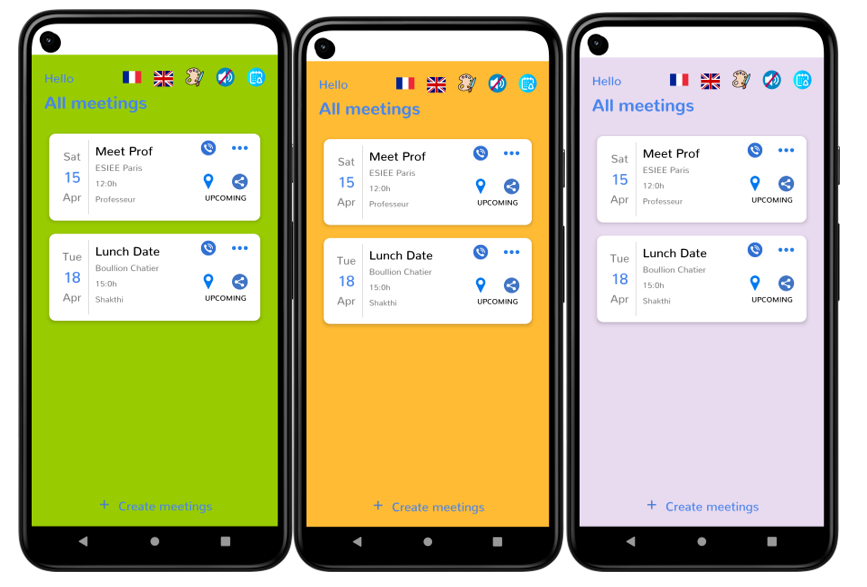 Hello
All meetings
Sat
15
Apr
Meet Prof
ESIEE Paris
12:0h
Professeur
UPCOMING
Tue
18
Apr
Lunch Date
Boullion Chatier
15:0h
Shakthi
UPCOMING
+ Create meetings
Hello
All meetings
Sat
15
Apr
Meet Prof
ESIEE Paris
12:0h
Professeur
UPCOMING
Tue
18
Apr
Lunch Date
Boullion Chatier
15:0h
Shakthi
UPCOMING
+ Create meetings
Hello
All meetings
Sat
15
Apr
Meet Prof
ESIEE Paris
12:0h
Professeur
UPCOMING
Tue
18
Apr
Lunch Date
Boullion Chatier
15:0h
Shakthi
UPCOMING
+ Create meetings